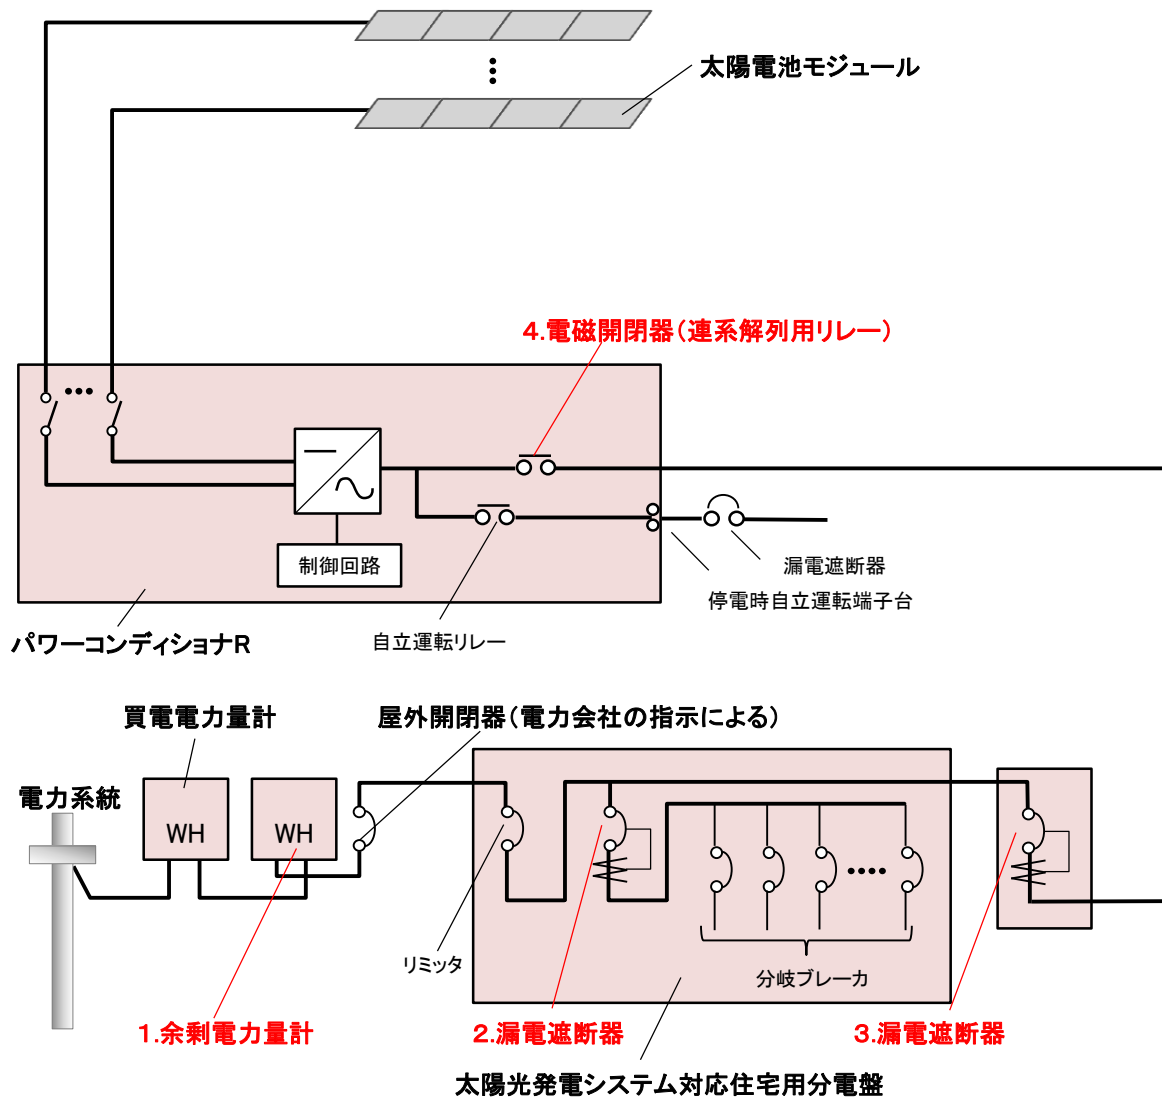 太陽電池モジュール
4.電磁開閉器(連系解列用リレー)
制御回路
漏電遮断器
停電時自立運転端子台
パワーコンディショナR
自立運転リレー
買電電力量計
屋外開閉器(電力会社の指示による)
電力系統
WH
WH
リミッタ
分岐ブレーカ
1.余剰電力量計
2.漏電遮断器
3.漏電遮断器
太陽光発電システム対応住宅用分電盤